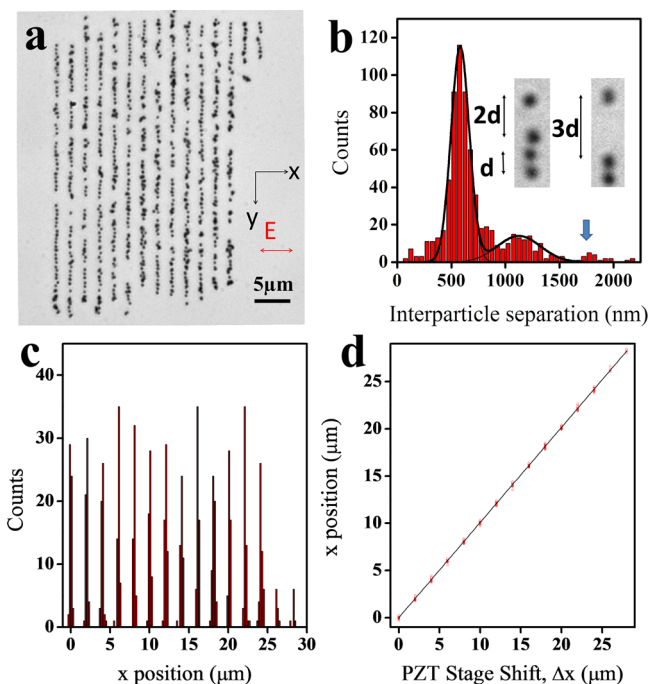 a
x
y
E
5µm
b
120
100
80
60
40
20
0
Counts
2d
d
3d
0
500
1000
1500
2000
Interparticle separation (nm)
c
40
30
20
10
0
Counts
0
5
10
15
20
25
30
x position (µm)
d
25
20
15
10
5
0
x position (µm)
0
5
10
15
20
25
PZT Stage Shift, Δx (µm)